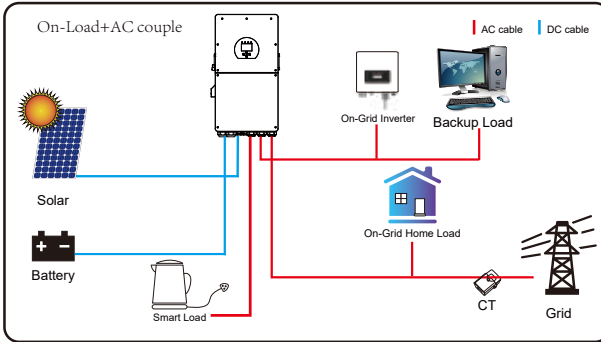 On-Load+AC couple
AC cable
DC cable
On-Grid Inverter
Backup Load
Solar
On-Grid Home Load
Battery
Smart Load
CT
Grid